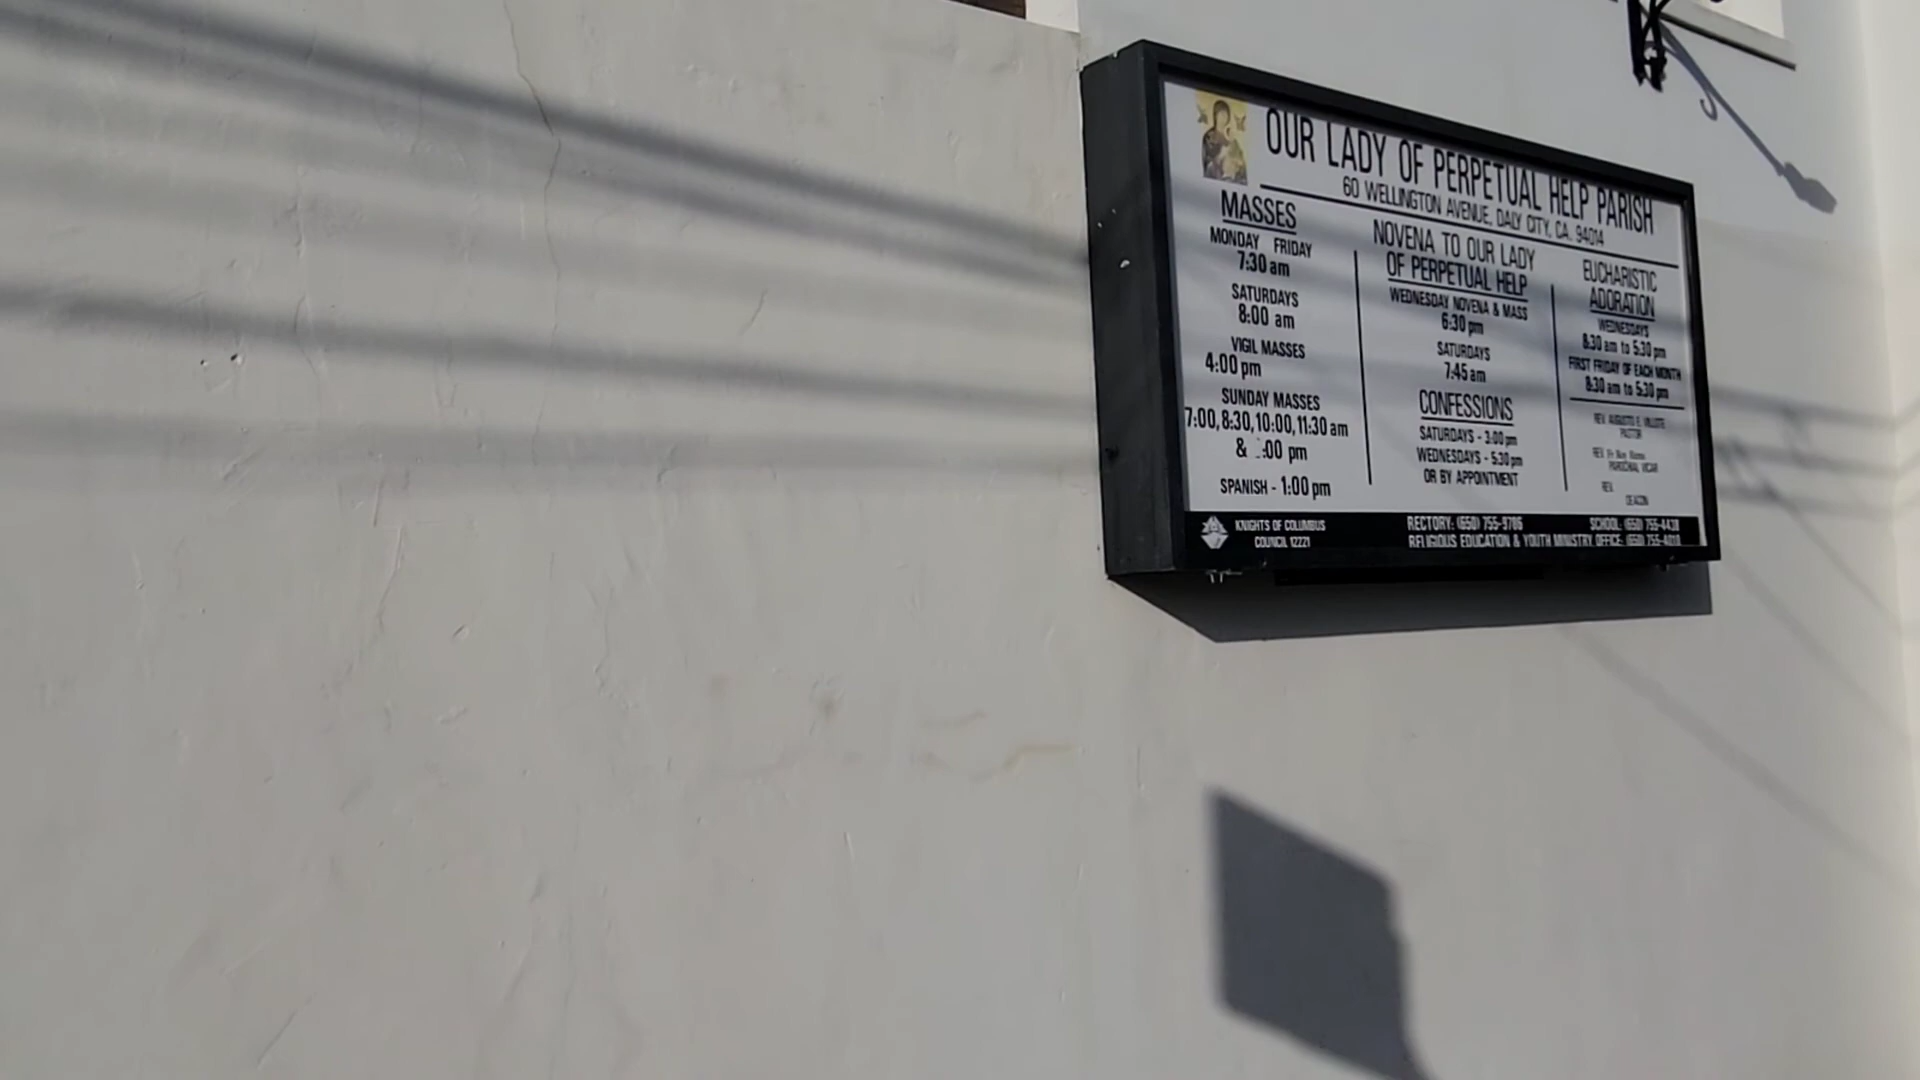 OUR LADY OF PERPETUAL HELP PARISH
60 WELLINGTON AVENUE, DALY CITY, CA. 94014
MASSES
MONDAY FRIDAY
7:30 am
SATURDAYS
8:00 am
VIGIL MASSES
4:00 pm
SUNDAY MASSES
7:00, 8:30, 10:00, 11:30 am
& :00 pm
SPANISH - 1:00 pm
NOVENA TO OUR LADY
OF PERPETUAL HELP
WEDNESDAY NOVENA & MASS
6:30 pm
SATURDAYS
7:45 am
CONFESSIONS
SATURDAYS - 3:00 pm
WEDNESDAYS - 5:30 pm
OR BY APPOINTMENT
EUCHARISTIC
ADORATION
WEDNESDAYS
8:30 am to 5:30 pm
FIRST FRIDAY OF EACH MONTH
8:30 am to 5:30 pm
REV. AUGUSTO E.
PASTOR
REV.
PAROCHIAL VICAR
REV.
DEACON
KNIGHTS OF COLUMBUS
COUNCIL 12221
RECTORY: (650) 755-9786
SCHOOL: (650) 755-4438
RELIGIOUS EDUCATION & YOUTH MINISTRY OFFICE: (650) 755-4010